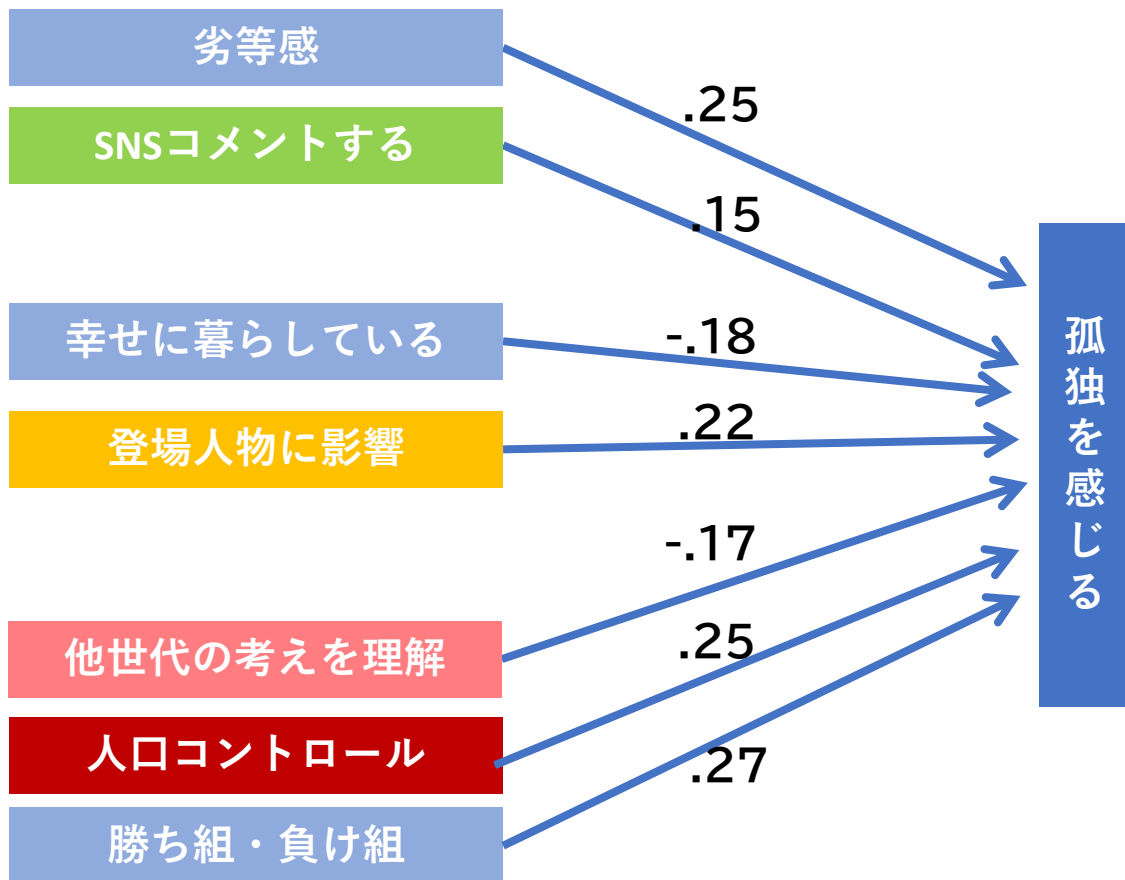 劣等感
.25
SNSコメントする
.15
幸せに暮らしている
-.18
登場人物に影響
.22
他世代の考えを理解
-.17
人口コントロール
.25
勝ち組・負け組
.27
孤独を感じる